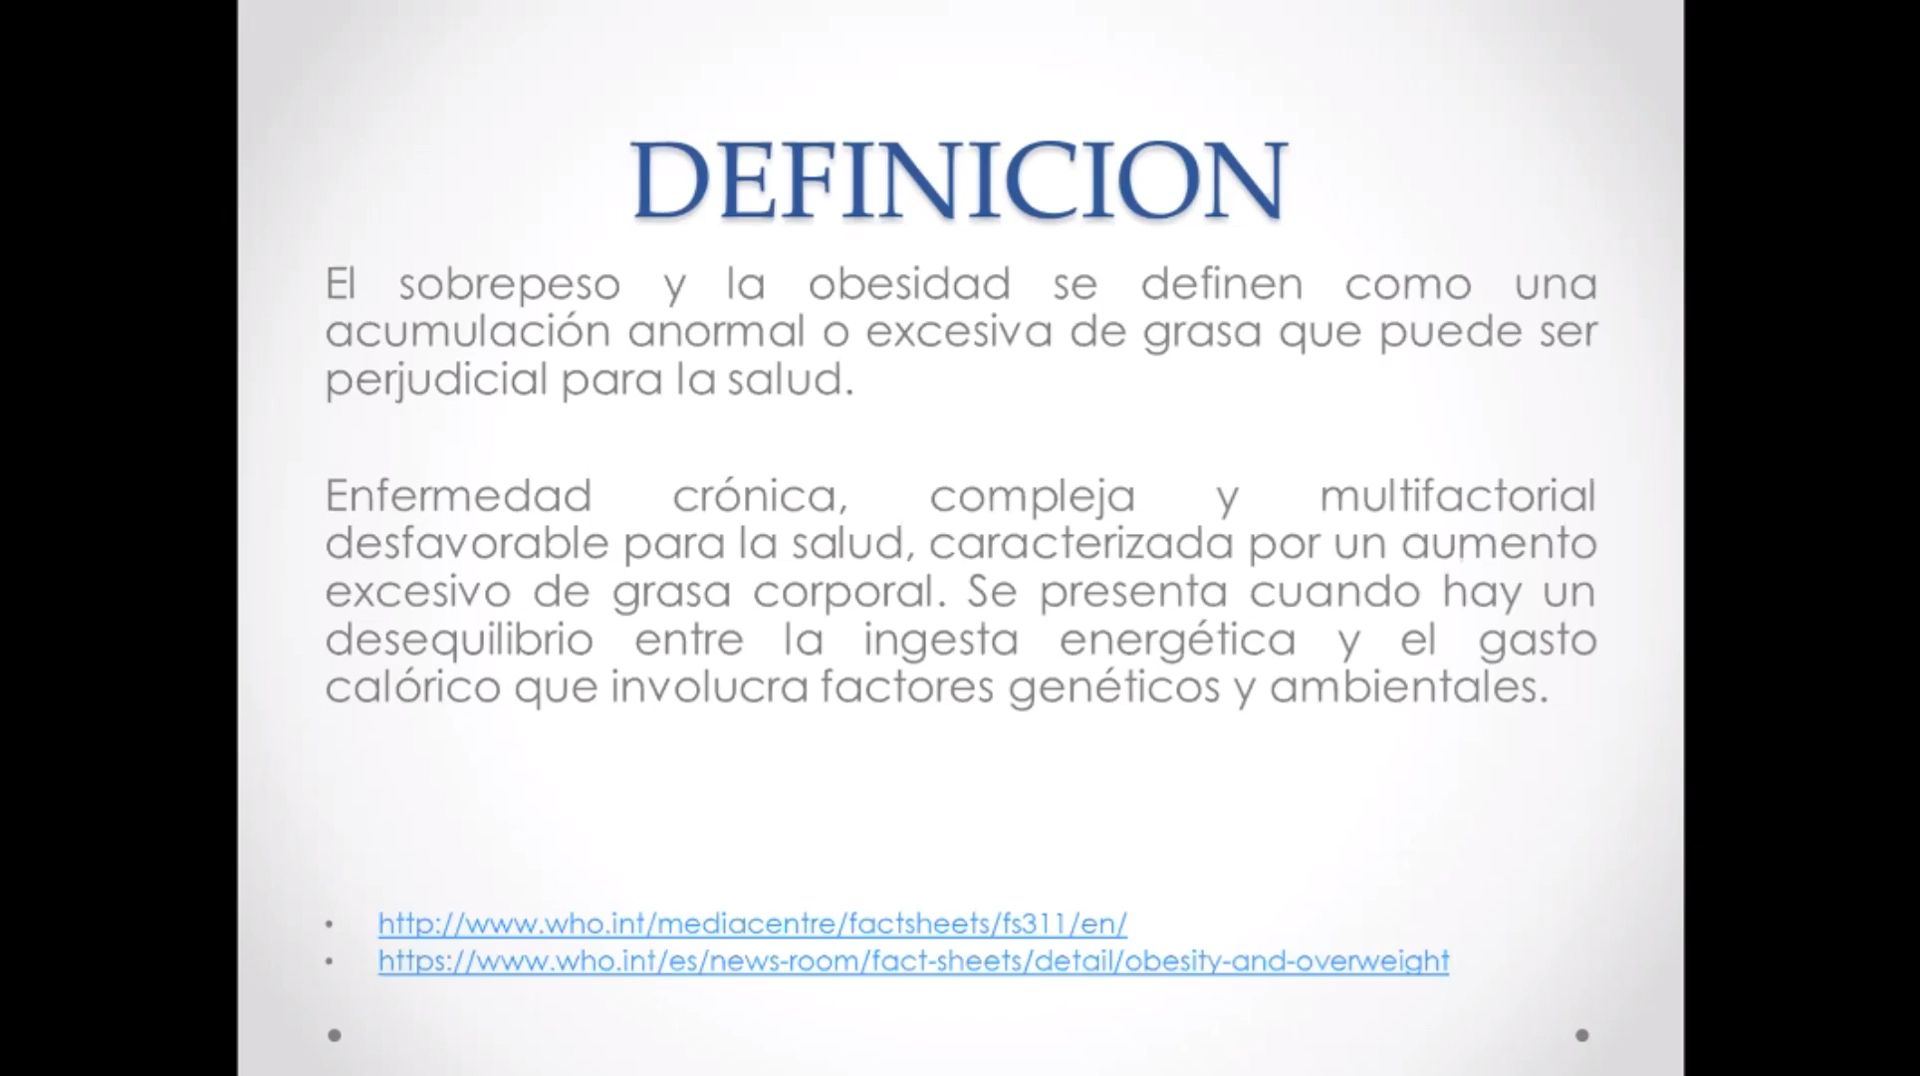 DEFINICION
El sobrepeso y la obesidad se definen como una
acumulación anormal o excesiva de grasa que puede ser
perjudicial para la salud.
Enfermedad crónica, compleja y multifactorial
desfavorable para la salud, caracterizada por un aumento
excesivo de grasa corporal. Se presenta cuando hay un
desequilibrio entre la ingesta energética y el gasto
calórico que involucra factores genéticos y ambientales.
• http://www.who.int/mediacentre/factsheets/fs311/en/
• https://www.who.int/es/news-room/fact-sheets/detail/obesity-and-overweight